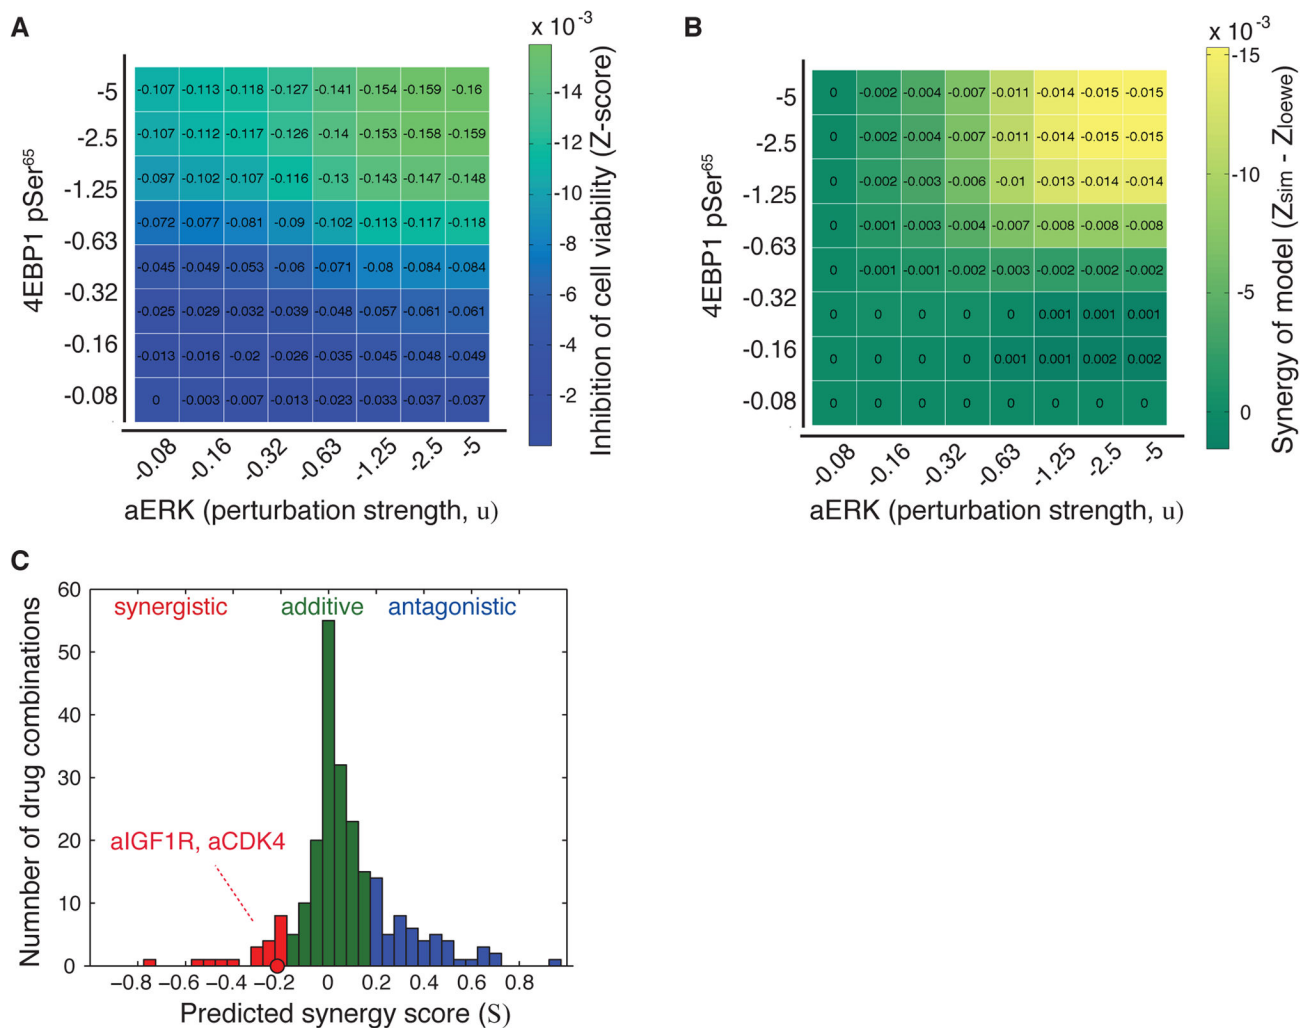 A
x 10 -3
-5 -0.107 -0.113 -0.118 -0.127 -0.141 -0.154 -0.159 -0.16
-2.5 -0.107 -0.112 -0.117 -0.126 -0.14 -0.153 -0.158 -0.159
-1.25 -0.097 -0.102 -0.107 -0.116 -0.13 -0.143 -0.147 -0.148
-0.63 -0.072 -0.077 -0.081 -0.09 -0.102 -0.113 -0.117 -0.118
-0.32 -0.045 -0.049 -0.053 -0.06 -0.071 -0.08 -0.084 -0.084
-0.16 -0.025 -0.029 -0.032 -0.039 -0.048 -0.057 -0.061 -0.061
-0.08 -0.013 -0.016 -0.02 -0.026 -0.035 -0.045 -0.048 -0.049
0 -0.003 -0.007 -0.013 -0.023 -0.033 -0.037 -0.037
4EBP1 pSer65
-0.08 -0.16 -0.32 -0.63 -1.25 -2.5 -5
aERK (perturbation strength, u)
-14
-12
-10
-8
-6
-4
-2
Inhibition of cell viability (Z-score)
B
x 10 -3
-5 0 -0.002 -0.004 -0.007 -0.011 -0.014 -0.015 -0.015
-2.5 0 -0.002 -0.004 -0.007 -0.011 -0.014 -0.015 -0.015
-1.25 0 -0.002 -0.003 -0.006 -0.01 -0.013 -0.014 -0.014
-0.63 0 -0.001 -0.003 -0.004 -0.007 -0.008 -0.008 -0.008
-0.32 0 -0.001 -0.001 -0.002 -0.003 -0.002 -0.002 -0.002
-0.16 0 0 0 0 0 0.001 0.001 0.001
-0.08 0 0 0 0 0.001 0.001 0.002 0.002
0 0 0 0 0 0 0 0
4EBP1 pSer65
-0.08 -0.16 -0.32 -0.63 -1.25 -2.5 -5
aERK (perturbation strength, u)
-15
-10
-5
0
Synergy of model (Zsim - Zloewe)
C
60
50
40
30
20
10
0
Numnber of drug combinations
synergistic additive antagonistic
aIGF1R, aCDK4
−0.8 −0.6 −0.4 −0.2 0 0.2 0.4 0.6 0.8
Predicted synergy score (S)